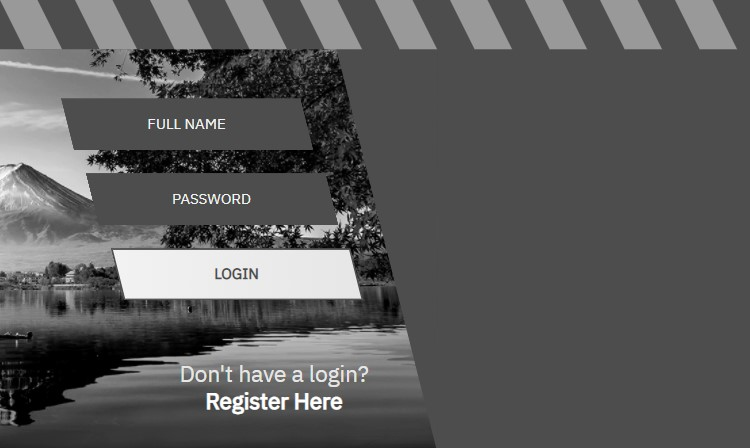 FULL NAME
PASSWORD
LOGIN
Don't have a login?
Register Here